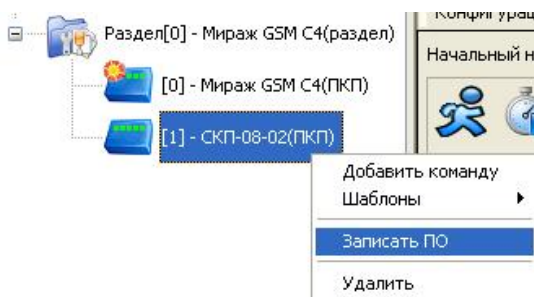 Раздел[0] - Мираж GSM C4(раздел)
[0] - Мираж GSM C4(ПКП)
[1] - СКП-08-02(ПКП)
Начальный н
Добавить команду
Шаблоны
Записать ПО
Удалить